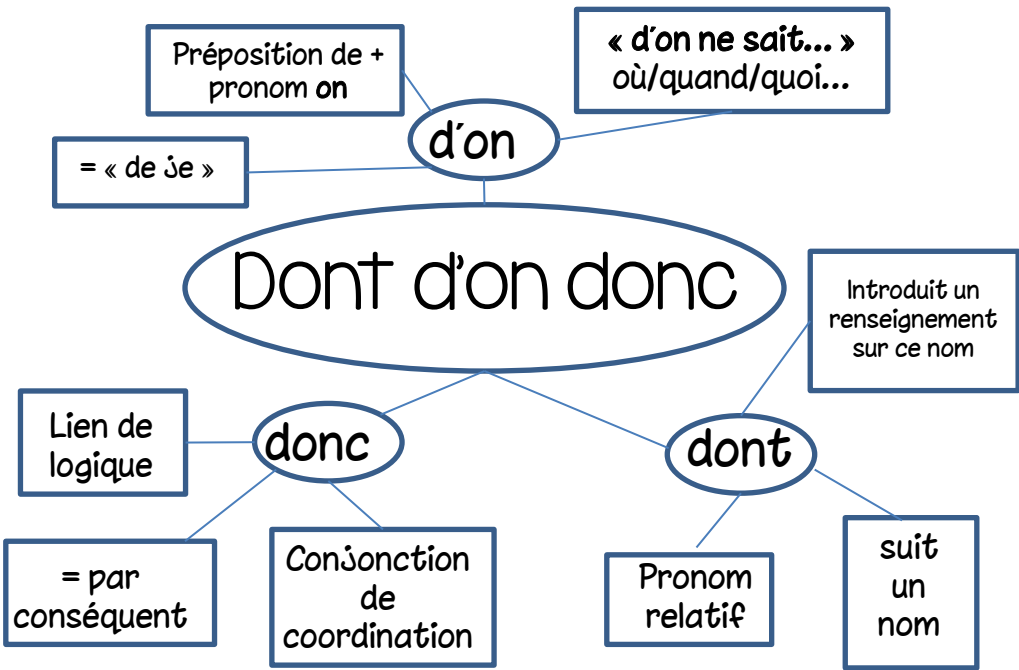 Préposition de +
pronom on
« d'on ne sait... »
où/quand/quoi...
d'on
= « de je »
Dont d'on donc
Introduit un
renseignement
sur ce nom
Lien de
logique
donc
dont
= par
conséquent
Conjonction
de
coordination
Pronom
relatif
suit
un
nom